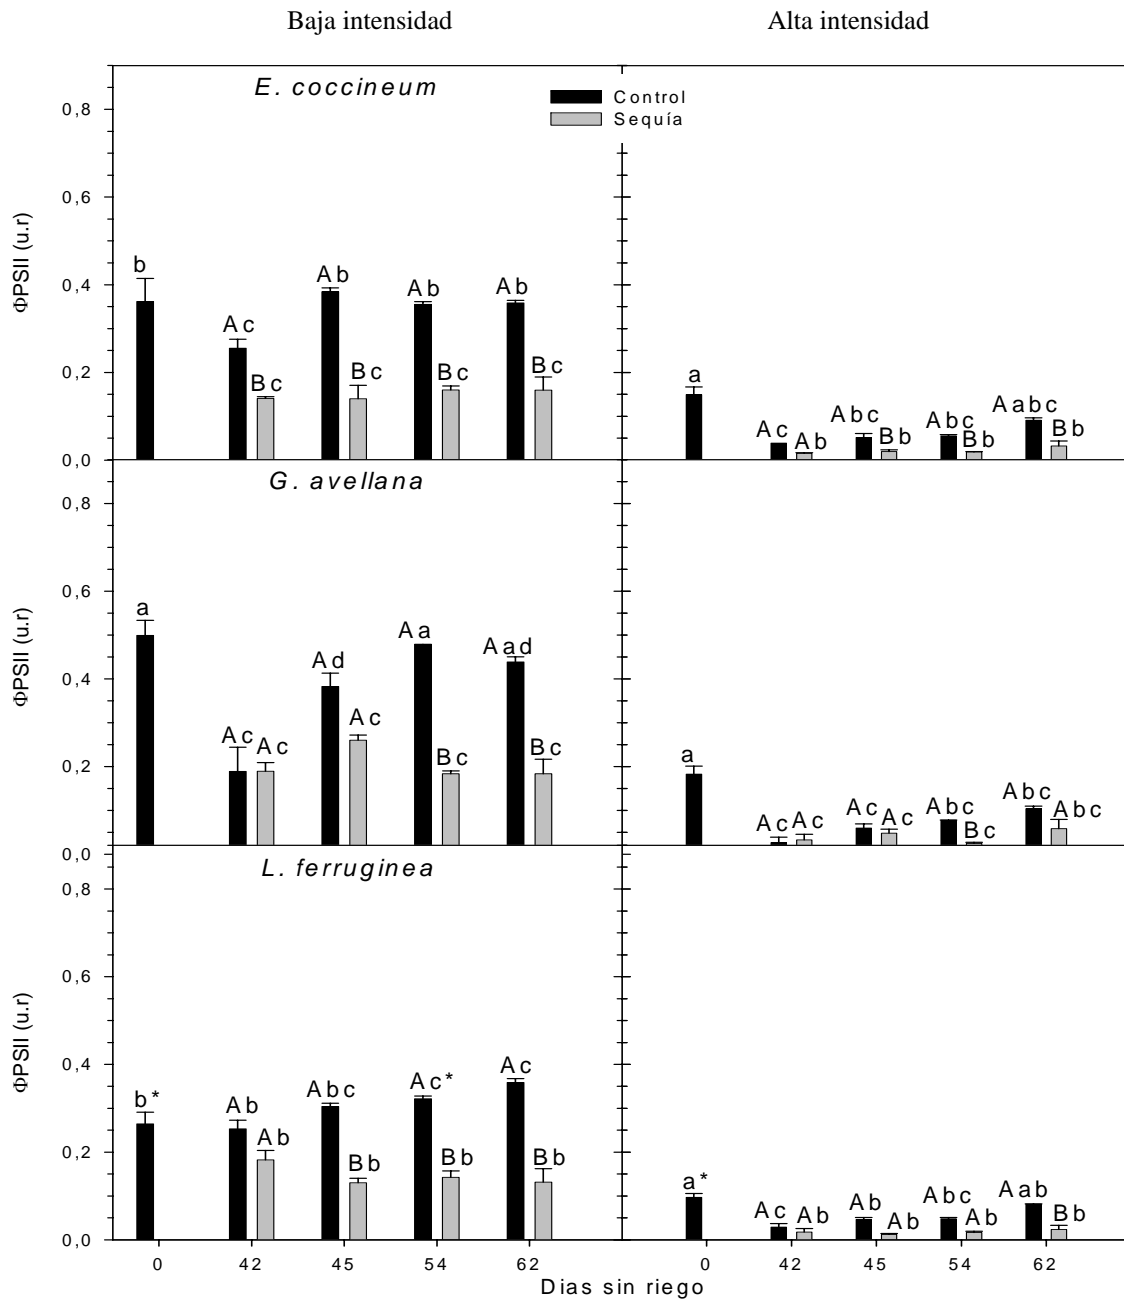 Baja intensidad Alta intensidad
E. coccineum
Control
Sequía
0,8
0,6
0,4
0,2
0,0
ΦPSII (u.r)
b
A c
B c
A b
B c
A b
B c
A b
B c
a
A c
A b
A bc
B b
A bc
B b
A abc
B b
G. avellana
0,8
0,6
0,4
0,2
0,0
ΦPSII (u.r)
a
A c
A c
A d
A c
A a
B c
A ad
B c
a
A c
A c
A c
A c
A bc
B c
A bc
A bc
L. ferruginea
0,8
0,6
0,4
0,2
0,0
ΦPSII (u.r)
b*
A b
A b
A bc
B b
A c*
B b
A c
B b
a*
A c
A b
A b
A b
A bc
A b
A ab
B b
0 42 45 54 62 0 42 45 54 62
Dias sin riego